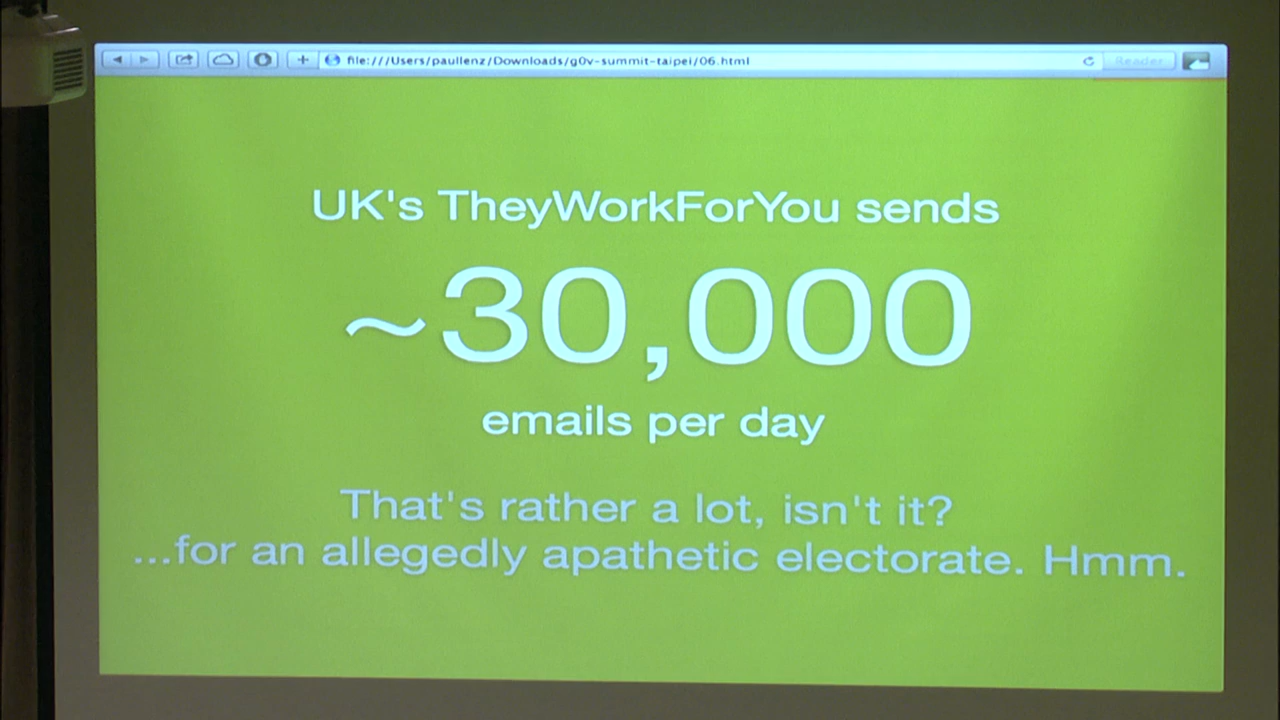 file:///Users/paullenz/Downloads/g0v-summit-taipei/06.html
Reader
UK's TheyWorkForYou sends
~30,000
emails per day
That's rather a lot, isn't it?
...for an allegedly apathetic electorate. Hmm.